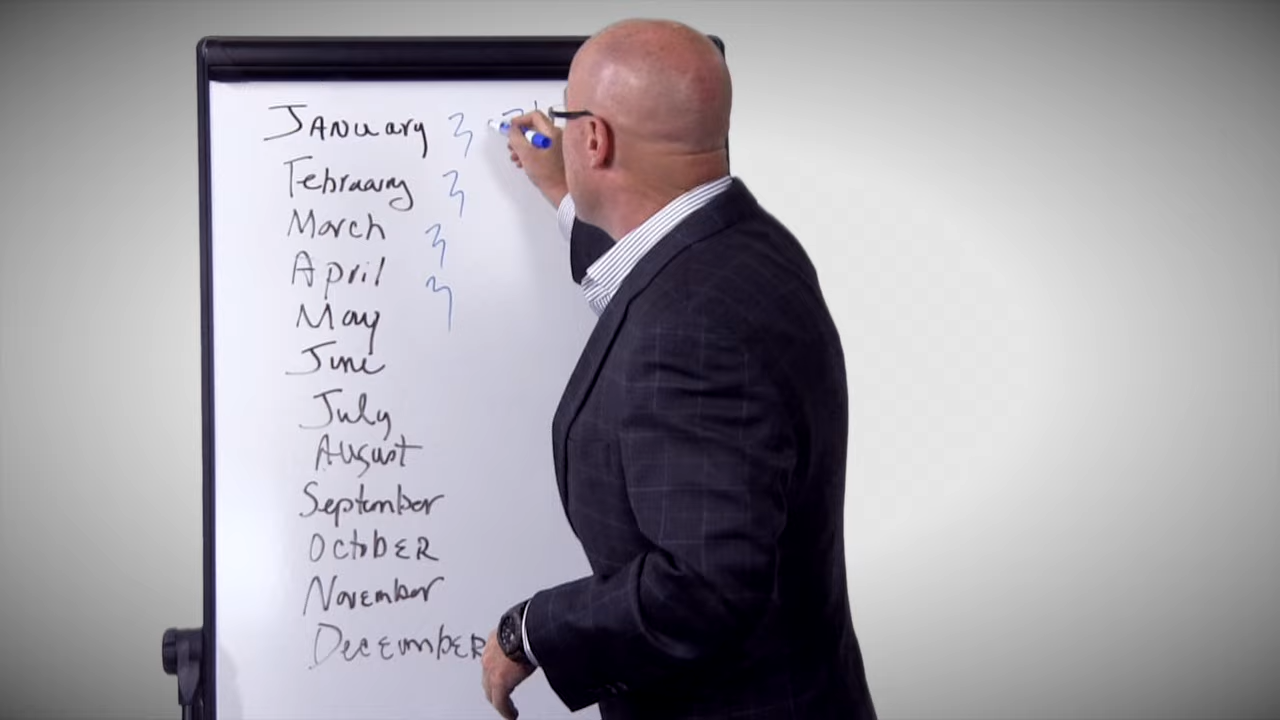 January 3
February 3
March 3
April 3
May
June
July
August
September
October
November
December